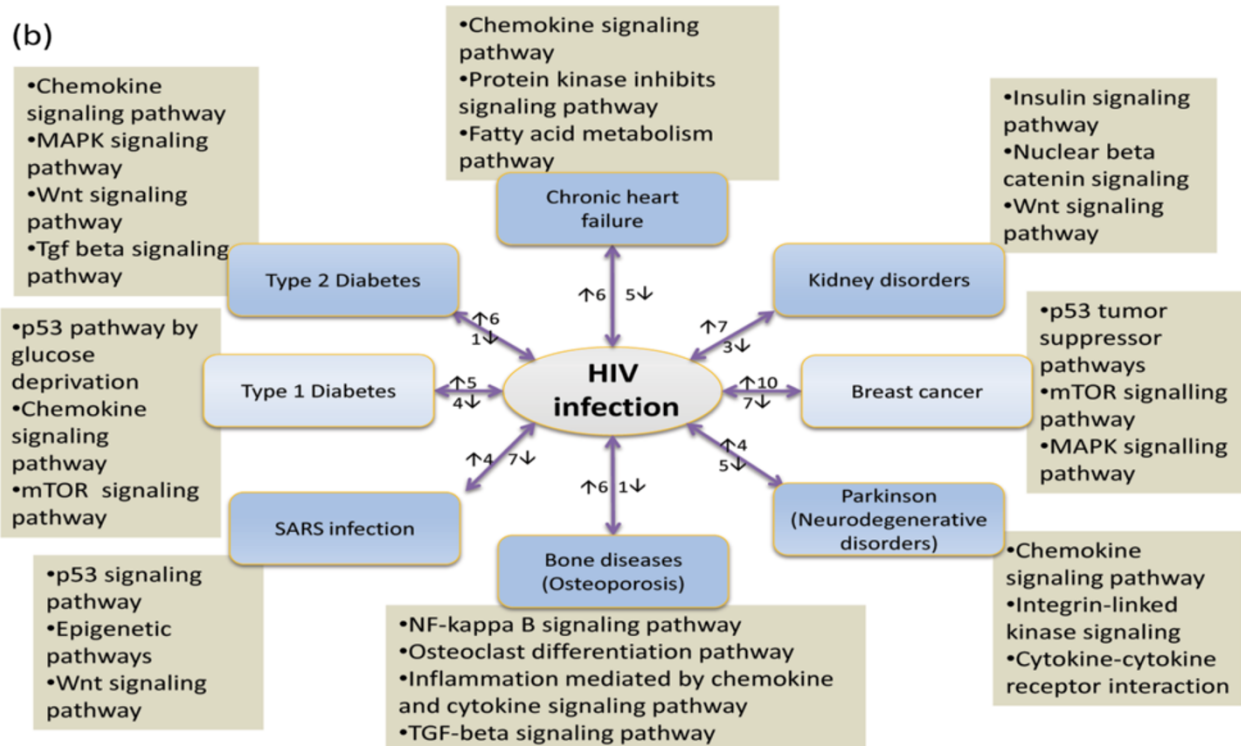 (b)
•Chemokine signaling
pathway
•Protein kinase inhibits
signaling pathway
•Fatty acid metabolism
pathway
•Chemokine
signaling pathway
•MAPK signaling
pathway
•Wnt signaling
pathway
•Tgf beta signaling
pathway
•Insulin signaling
pathway
•Nuclear beta
catenin signaling
•Wnt signaling
pathway
Chronic heart
failure
Type 2 Diabetes
Kidney disorders
↑6 5↓
↑6
1↓
↑7
3↓
•p53 pathway by
glucose
deprivation
•Chemokine
signaling
pathway
•mTOR signaling
pathway
Type 1 Diabetes
↑5
4↓
HIV
infection
↑10
7↓
Breast cancer
•p53 tumor
suppressor
pathways
•mTOR signalling
pathway
•MAPK signalling
pathway
↑4 7↓
↑6 1↓
↑4
5↓
SARS infection
Bone diseases
(Osteoporosis)
Parkinson
(Neurodegenerative
disorders)
•p53 signaling
pathway
•Epigenetic
pathways
•Wnt signaling
pathway
•NF-kappa B signaling pathway
•Osteoclast differentiation pathway
•Inflammation mediated by chemokine
and cytokine signaling pathway
•TGF-beta signaling pathway
•Chemokine
signaling pathway
•Integrin-linked
kinase signaling
•Cytokine-cytokine
receptor interaction